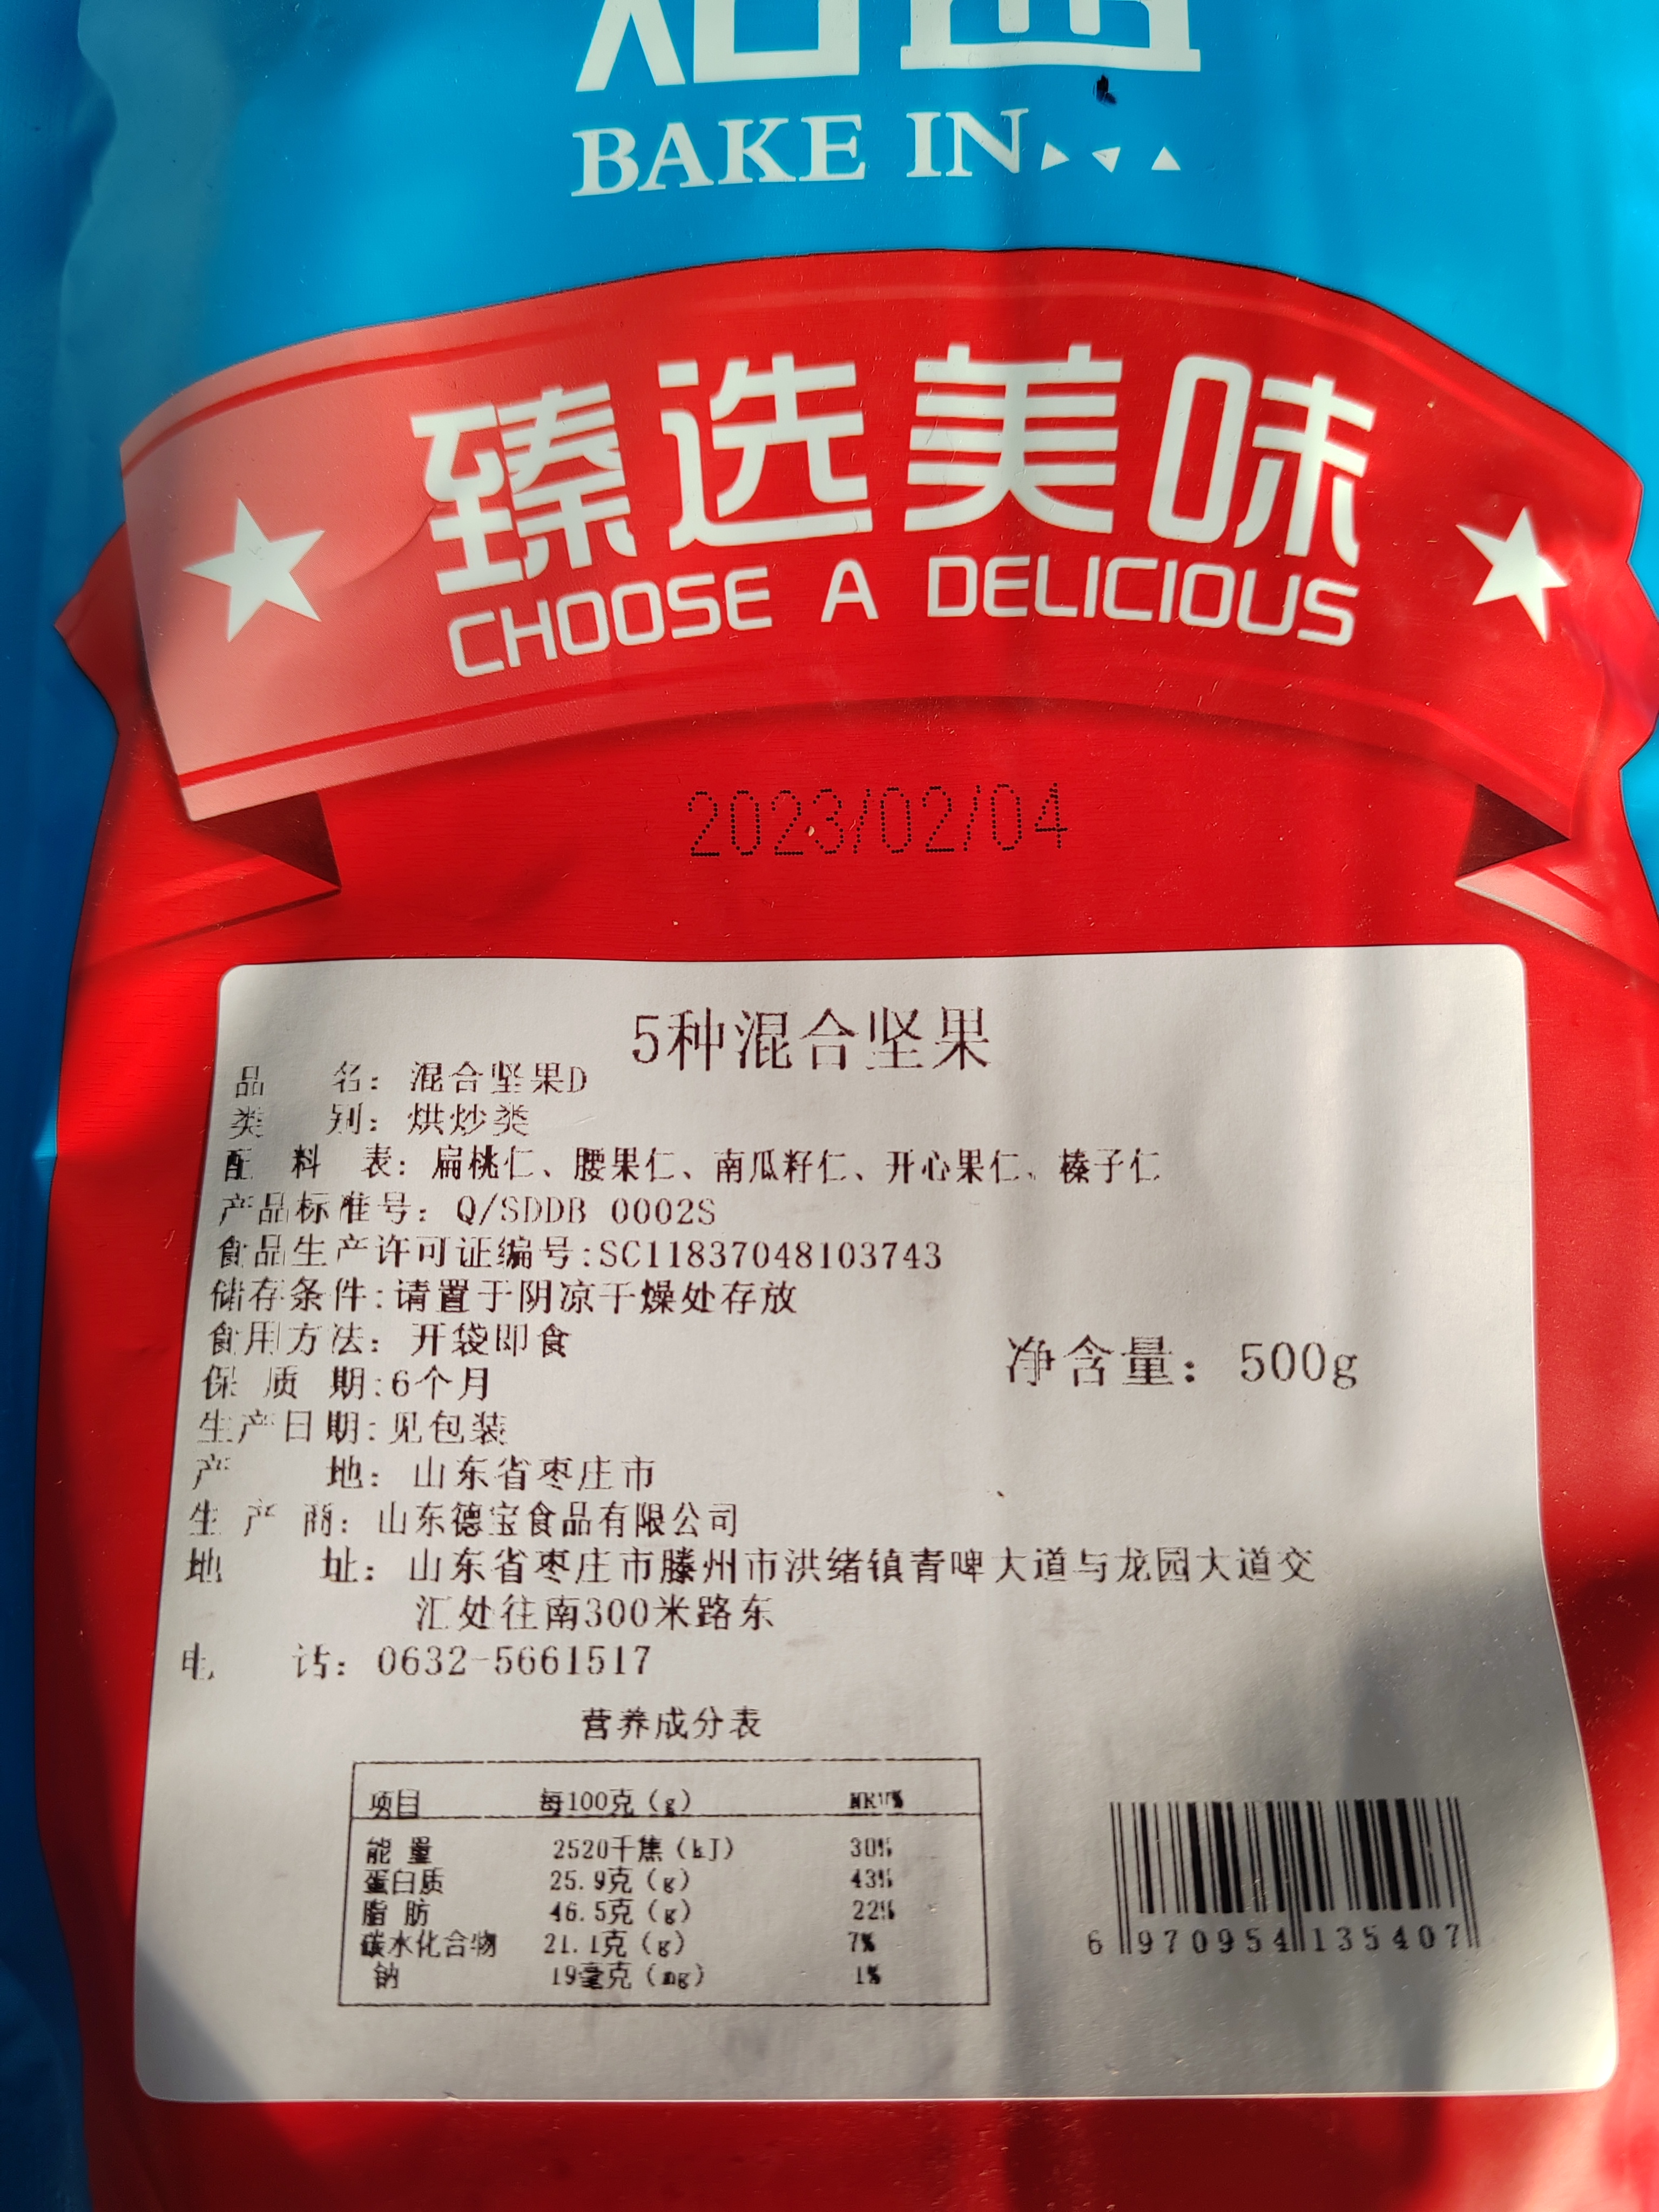 BAKE IN
臻选美味
CHOOSE A DELICIOUS
2023/02/04
5种混合坚果
品 名：混合坚果D
类 别：烘炒类
配 料 表：扁桃仁、腰果仁、南瓜籽仁、开心果仁、榛子仁
产品标准号：Q/SDDB 0002S
食品生产许可证编号:SC11837048103743
储存条件:请置于阴凉干燥处存放
食用方法：开袋即食
净含量：500g
保 质 期:6个月
生产日期:见包装
产 地：山东省枣庄市
生 产 商：山东德宝食品有限公司
地 址：山东省枣庄市滕州市洪绪镇青啤大道与龙园大道交
汇处往南300米路东
电 话：0632-5661517
营养成分表
项目 每100克（g） NRV%
能 量 2520千焦（kJ） 30%
蛋白质 25.9克（g） 43%
脂 肪 46.5克（g） 22%
碳水化合物 21.1克（g） 7%
钠 19毫克（mg） 1%
6 970954 135407